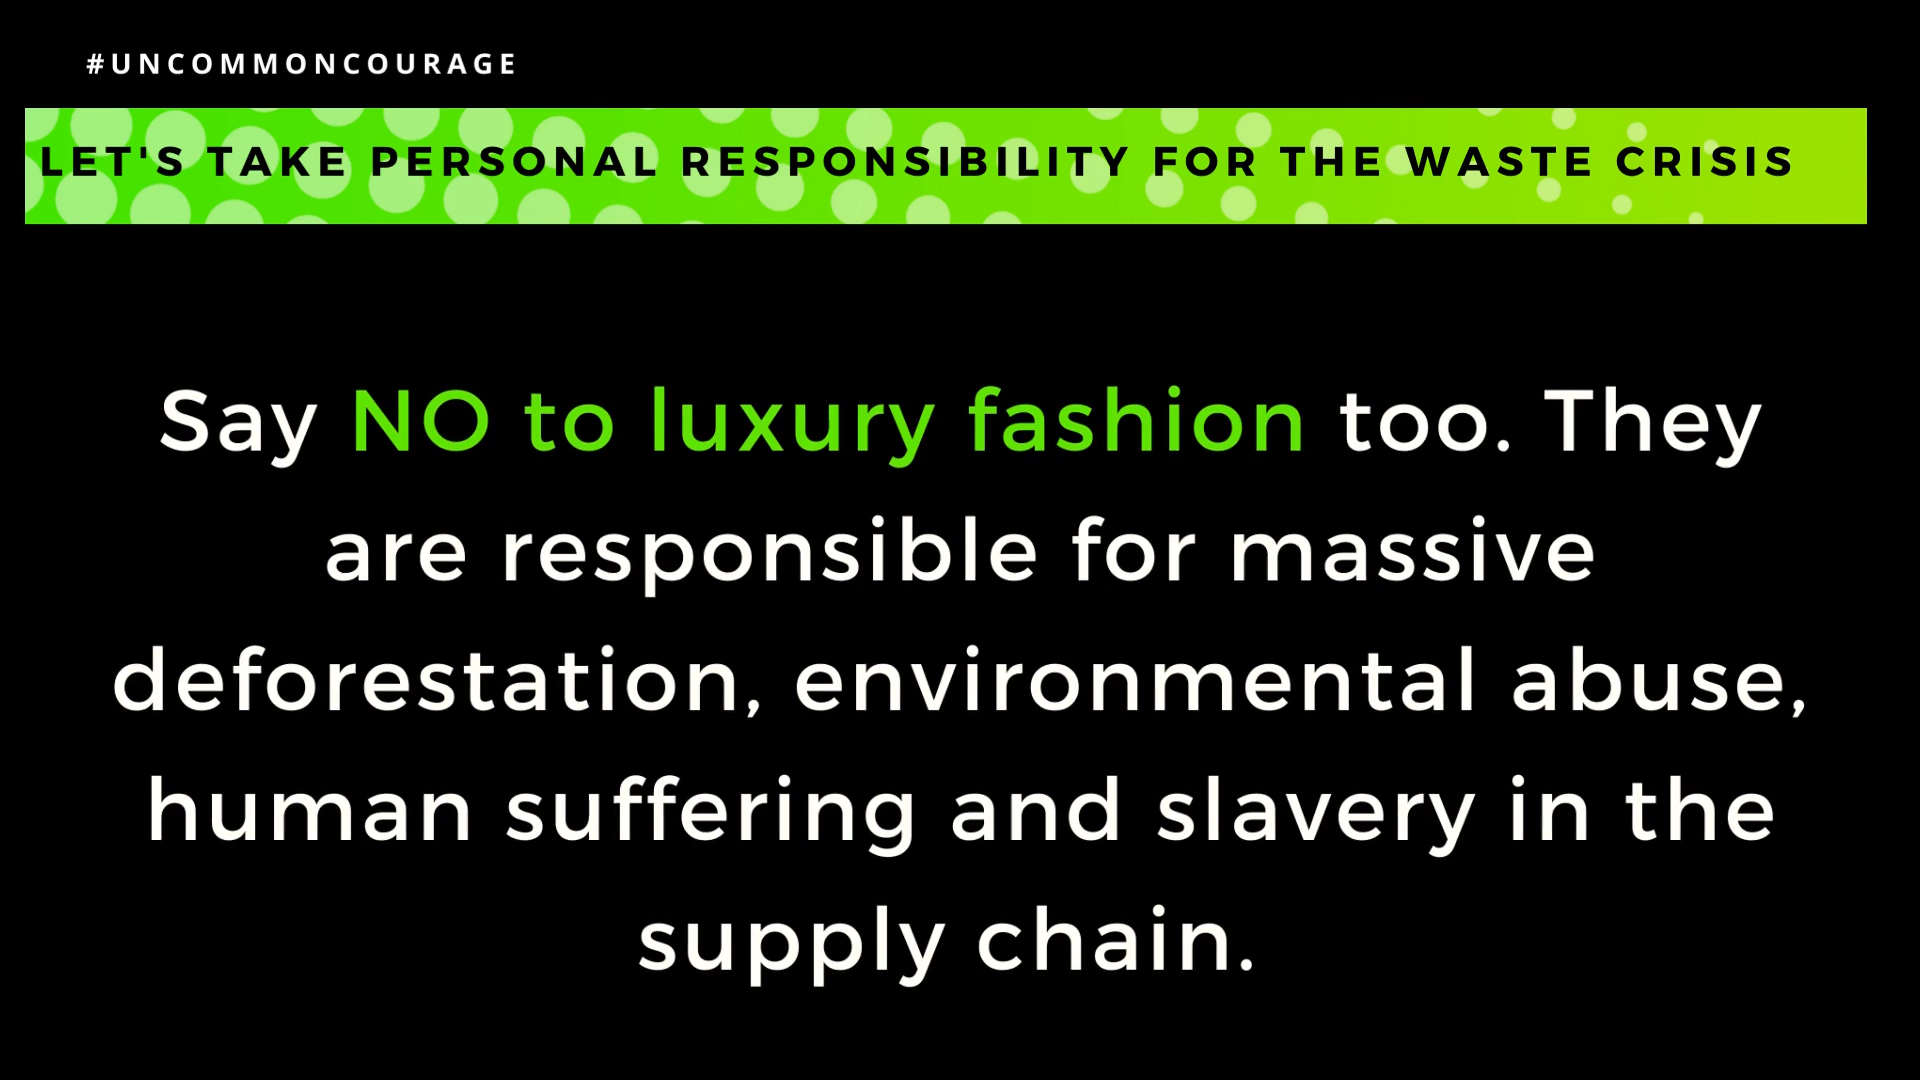 #UNCOMMONCOURAGE
LET'S TAKE PERSONAL RESPONSIBILITY FOR THE WASTE CRISIS
Say NO to luxury fashion too. They
are responsible for massive
deforestation, environmental abuse,
human suffering and slavery in the
supply chain.